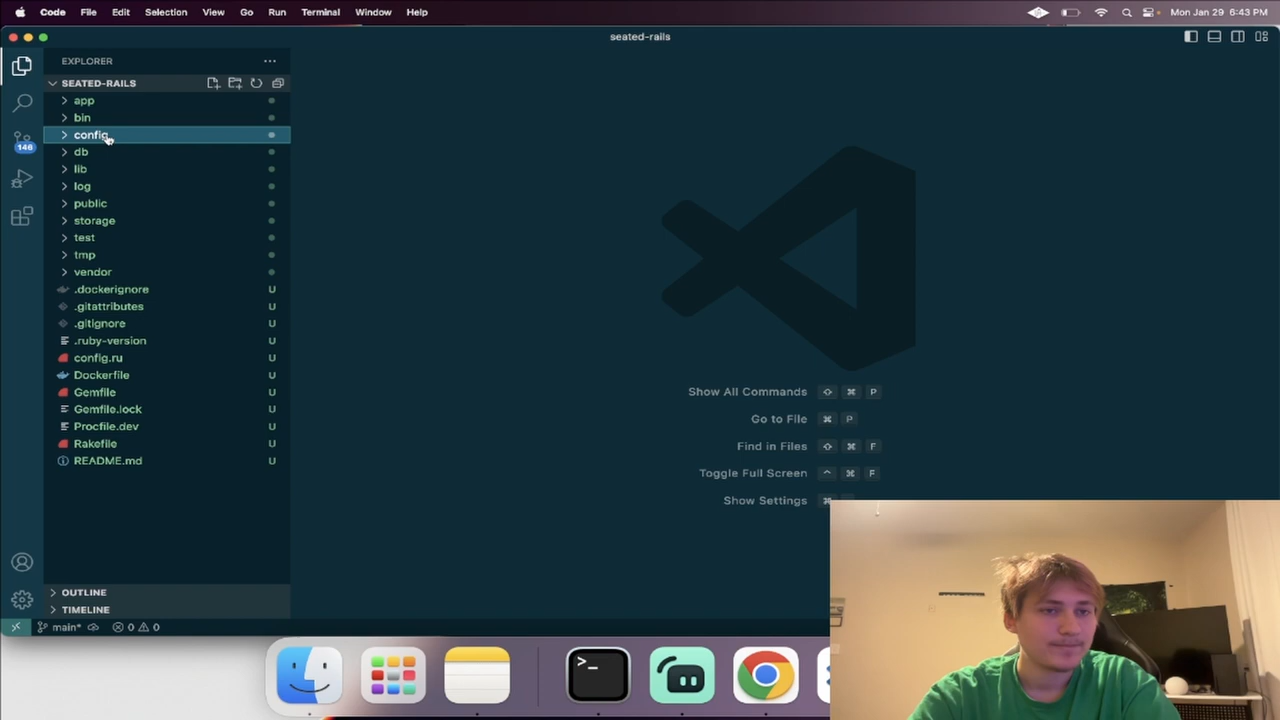 Code File Edit Selection View Go Run Terminal Window Help Mon Jan 29 6:43 PM
seated-rails
EXPLORER
SEATED-RAILS
app
bin
config
db
lib
log
public
storage
test
tmp
vendor
.dockerignore U
.gitattributes U
.gitignore U
.ruby-version U
config.ru U
Dockerfile U
Gemfile U
Gemfile.lock U
Procfile.dev U
Rakefile U
README.md U
OUTLINE
TIMELINE
146
main* 0 0
Show All Commands ⇧ ⌘ P
Go to File ⌘ P
Find in Files ⇧ ⌘ F
Toggle Full Screen ^ ⌘ F
Show Settings ⌘
>_